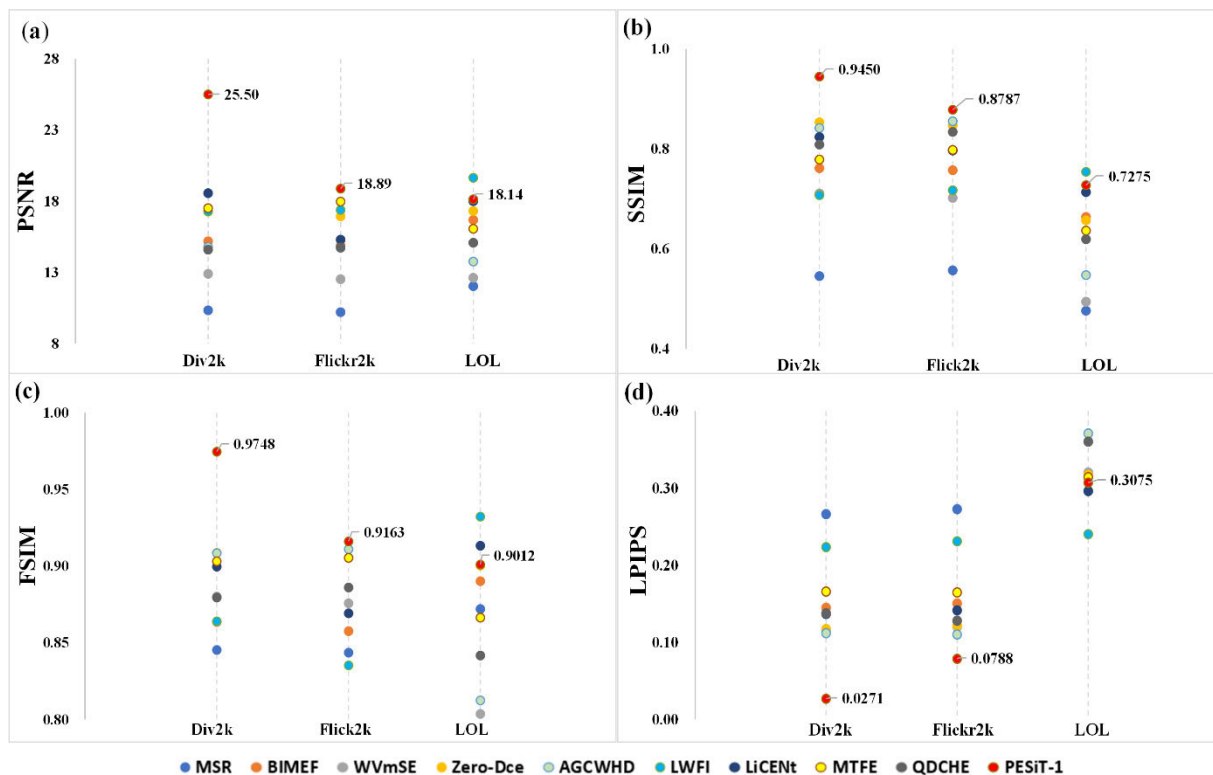 (a)
PSNR
28
23
18
13
8
25.50
18.89
18.14
Div2k
Flickr2k
LOL
(b)
SSIM
1.0
0.8
0.6
0.4
0.9450
0.8787
0.7275
Div2k
Flick2k
LOL
(c)
FSIM
1.00
0.95
0.90
0.85
0.80
0.9748
0.9163
0.9012
Div2k
Flick2k
LOL
(d)
LPIPS
0.40
0.30
0.20
0.10
0.00
0.0271
0.0788
0.3075
Div2k
Flickr2k
LOL
MSR BIMEF WVmSE Zero-Dce AGCWHD LWFI LiCENt MTFE QDCHE PESiT-1